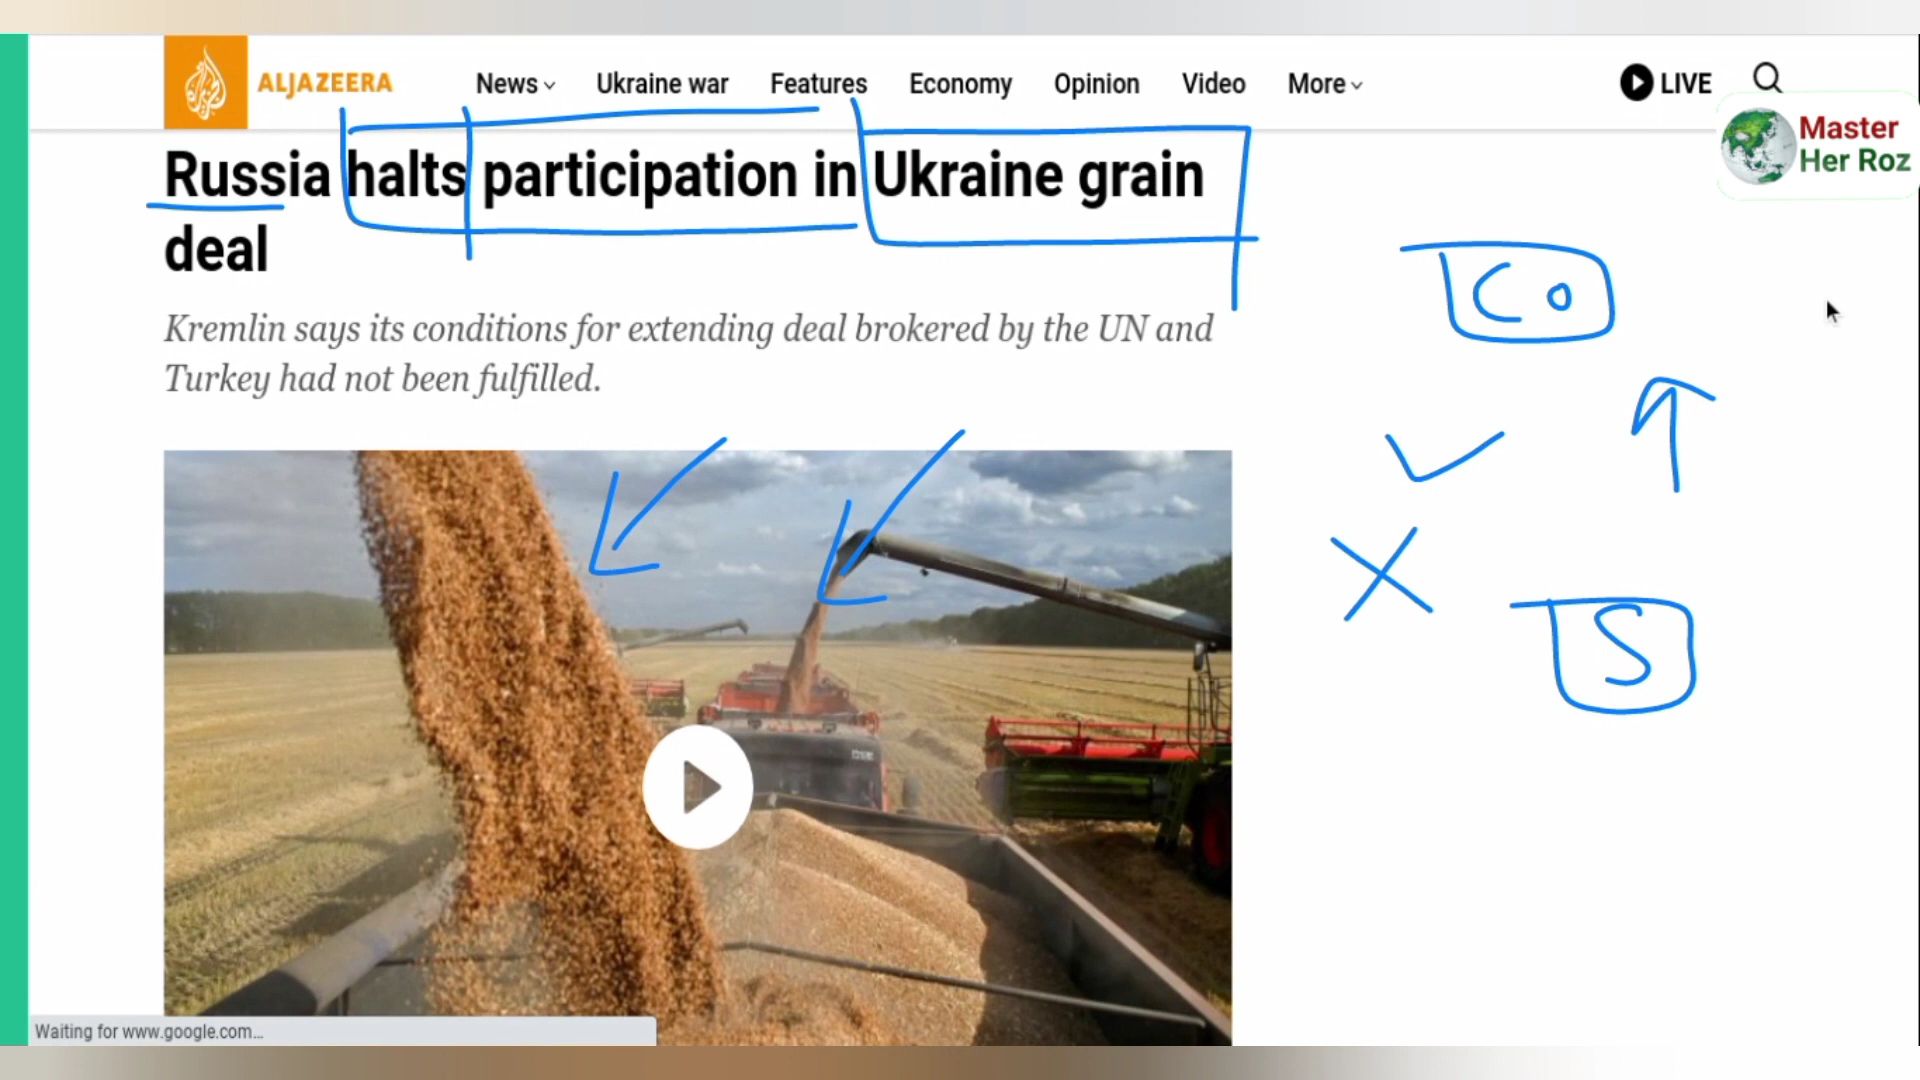 ALJAZEERA
News Ukraine war Features Economy Opinion Video More
LIVE
Master
Her Roz
Russia halts participation in Ukraine grain
deal
Co
Kremlin says its conditions for extending deal brokered by the UN and
Turkey had not been fulfilled.
S
Waiting for www.google.com...